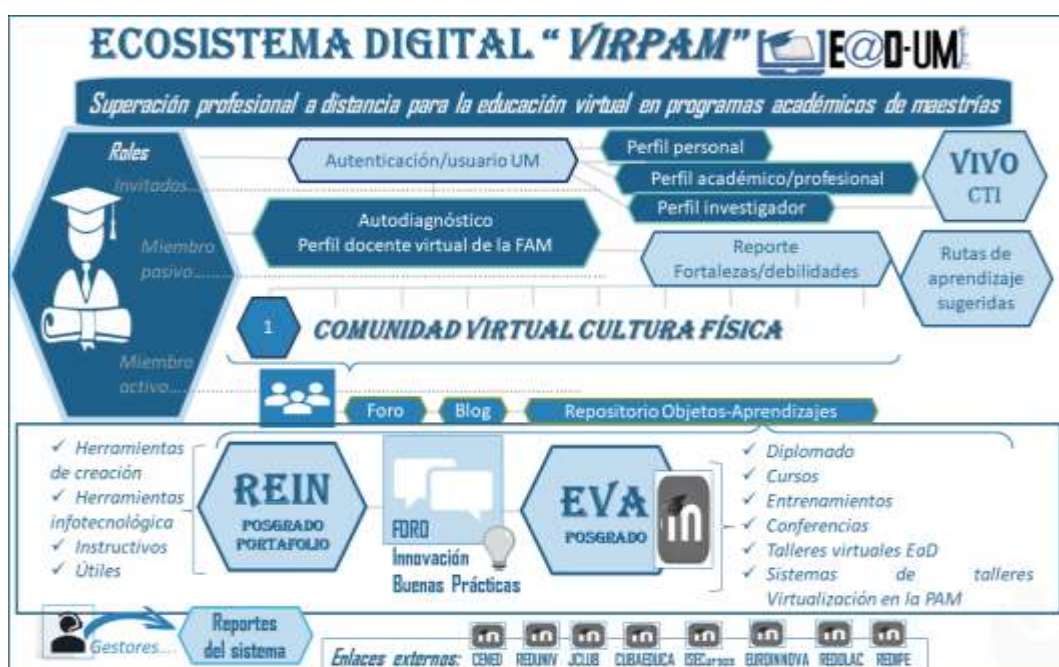 ECOSISTEMA DIGITAL “VIRPAM” E@D-UM
Superación profesional a distancia para la educación virtual en programas académicos de maestrías
Roles
Invitados
Miembro
pasivo
Miembro
activo
Autenticación/usuario UM
Perfil personal
Perfil académico/profesional
Perfil investigador
VIVO
CTI
Autodiagnóstico
Perfil docente virtual de la FAM
Reporte
Fortalezas/debilidades
Rutas de
aprendizaje
sugeridas
1
COMUNIDAD VIRTUAL CULTURA FÍSICA
Foro
Blog
Repositorio Objetos-Aprendizajes
✓ Herramientas
de creación
✓ Herramientas
infotecnológica
✓ Instructivos
✓ Útiles
REIN
POSGRADO
PORTAFOLIO
FORO
Innovación
Buenas Prácticas
EVA
POSGRADO
✓ Diplomado
✓ Cursos
✓ Entrenamientos
✓ Conferencias
✓ Talleres virtuales EaD
✓ Sistemas de talleres
Virtualización en la PAM
Gestores....
Reportes
del sistema
Enlaces externos: CENED REDUNIV JCLUB CUBAEDUCA ISECursos EUROINNOVA REDOLAC REDIPE